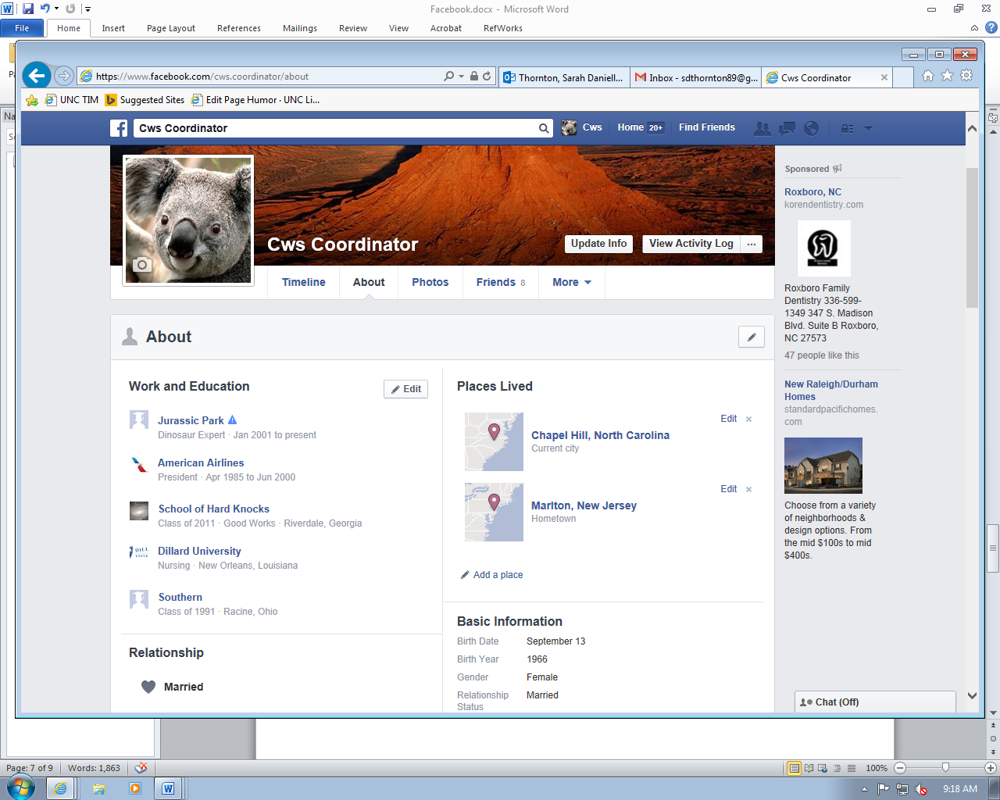 Facebook.docx - Microsoft Word
File Home Insert Page Layout References Mailings Review View Acrobat RefWorks
https://www.facebook.com/cws.coordinator/about
Thornton, Sarah Danielle...
Inbox - sdthornton89@g...
Cws Coordinator
UNC TIM Suggested Sites Edit Page Humor · UNC Li...
Cws Coordinator
Cws Home 20+ Find Friends
Cws Coordinator
Update Info View Activity Log ...
Timeline About Photos Friends 8 More
About
Work and Education
Edit
Jurassic Park
Dinosaur Expert · Jan 2001 to present
American Airlines
President · Apr 1985 to Jun 2000
School of Hard Knocks
Class of 2011 · Good Works · Riverdale, Georgia
Dillard University
Nursing · New Orleans, Louisiana
Southern
Class of 1991 · Racine, Ohio
Relationship
Married
Places Lived
Edit
Chapel Hill, North Carolina
Current city
Edit
Marlton, New Jersey
Hometown
Add a place
Basic Information
Birth Date September 13
Birth Year 1966
Gender Female
Relationship Married
Status
Sponsored
Roxboro, NC
korendentistry.com
Roxboro Family
Dentistry 336-599-
1349 347 S. Madison
Blvd. Suite B Roxboro,
NC 27573
47 people like this
New Raleigh/Durham
Homes
standardpacifichomes.
com
Choose from a variety
of neighborhoods &
design options. From
the mid $100s to mid
$400s.
Chat (Off)
Page: 7 of 9 Words: 1,863
100%
9:18 AM